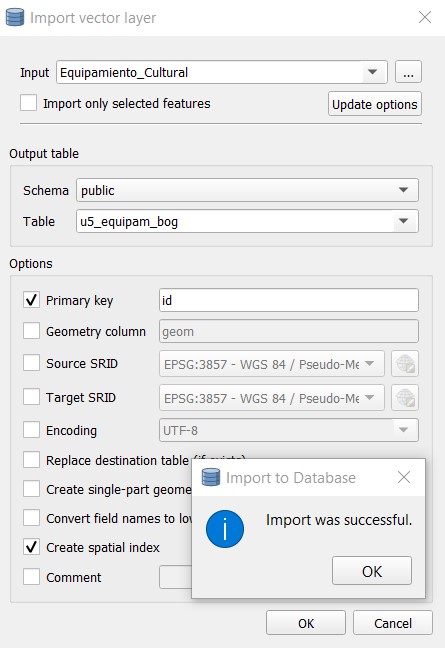 Import vector layer
Input Equipamiento_Cultural ...
Import only selected features Update options
Output table
Schema public
Table u5_equipam_bog
Options
Primary key id
Geometry column geom
Source SRID EPSG:3857 - WGS 84 / Pseudo-Me
Target SRID EPSG:3857 - WGS 84 / Pseudo-Me
Encoding UTF-8
Replace destination table (if exists)
Create single-part geome
Convert field names to lo
Create spatial index
Comment
Import to Database
Import was successful.
OK
OK Cancel